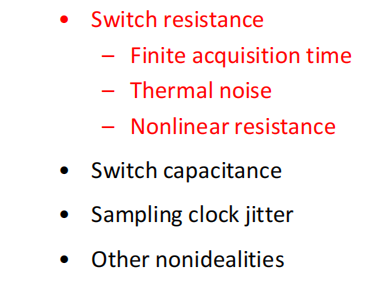 • Switch resistance
– Finite acquisition time
– Thermal noise
– Nonlinear resistance
• Switch capacitance
• Sampling clock jitter
• Other nonidealities